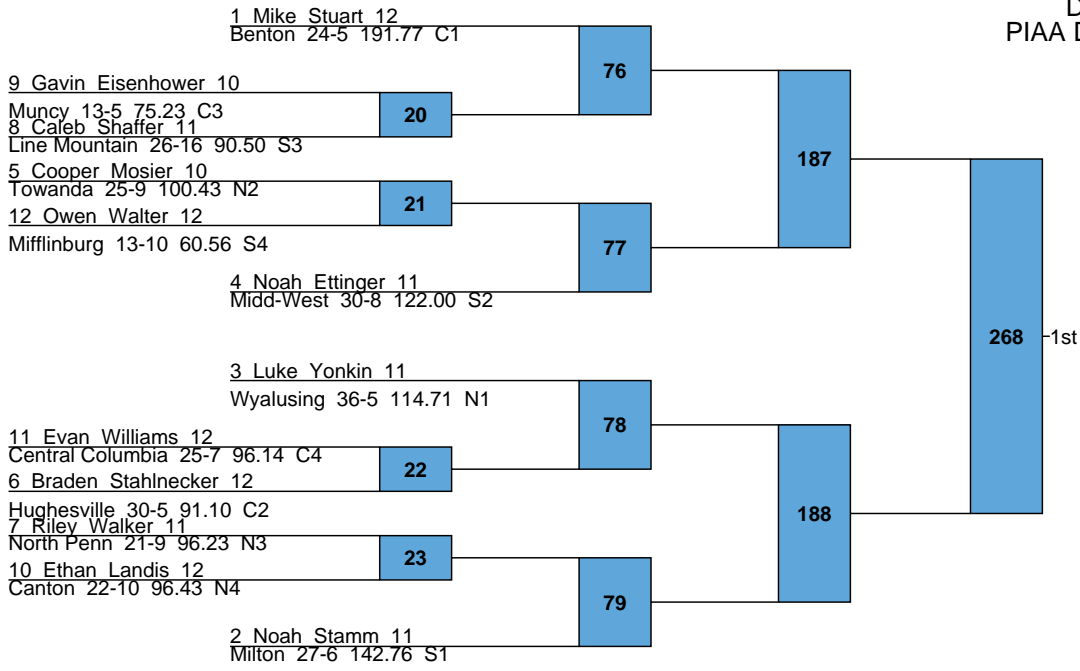 D
PIAA D
1 Mike Stuart 12
Benton 24-5 191.77 C1
76
9 Gavin Eisenhower 10
Muncy 13-5 75.23 C3
20
8 Caleb Shaffer 11
Line Mountain 26-16 90.50 S3
187
5 Cooper Mosier 10
Towanda 25-9 100.43 N2
21
12 Owen Walter 12
Mifflinburg 13-10 60.56 S4
77
4 Noah Ettinger 11
Midd-West 30-8 122.00 S2
268
1st
3 Luke Yonkin 11
Wyalusing 36-5 114.71 N1
78
11 Evan Williams 12
Central Columbia 25-7 96.14 C4
22
6 Braden Stahlnecker 12
Hughesville 30-5 91.10 C2
188
7 Riley Walker 11
North Penn 21-9 96.23 N3
23
10 Ethan Landis 12
Canton 22-10 96.43 N4
79
2 Noah Stamm 11
Milton 27-6 142.76 S1